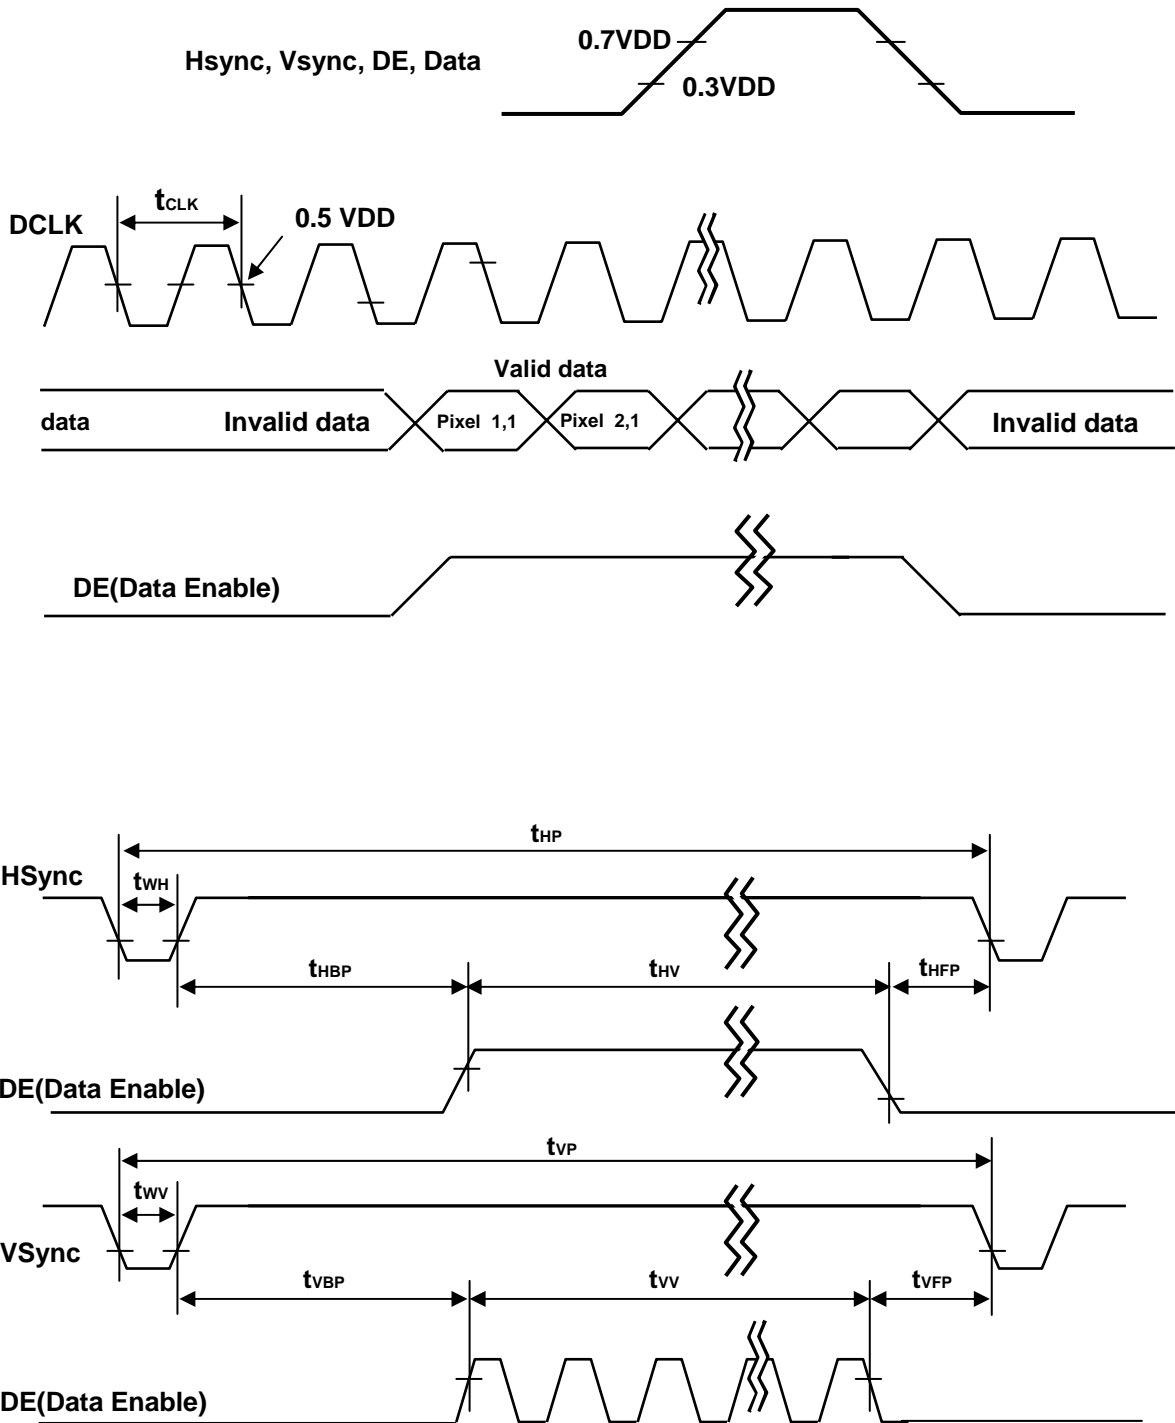 0.7VDD
Hsync, Vsync, DE, Data
0.3VDD
tCLK
DCLK
0.5 VDD
Valid data
data
Invalid data
Pixel 1,1
Pixel 2,1
Invalid data
DE(Data Enable)
tHP
HSync
tWH
tHBP
tHV
tHFP
DE(Data Enable)
tVP
tWV
VSync
tVBP
tVV
tVFP
DE(Data Enable)